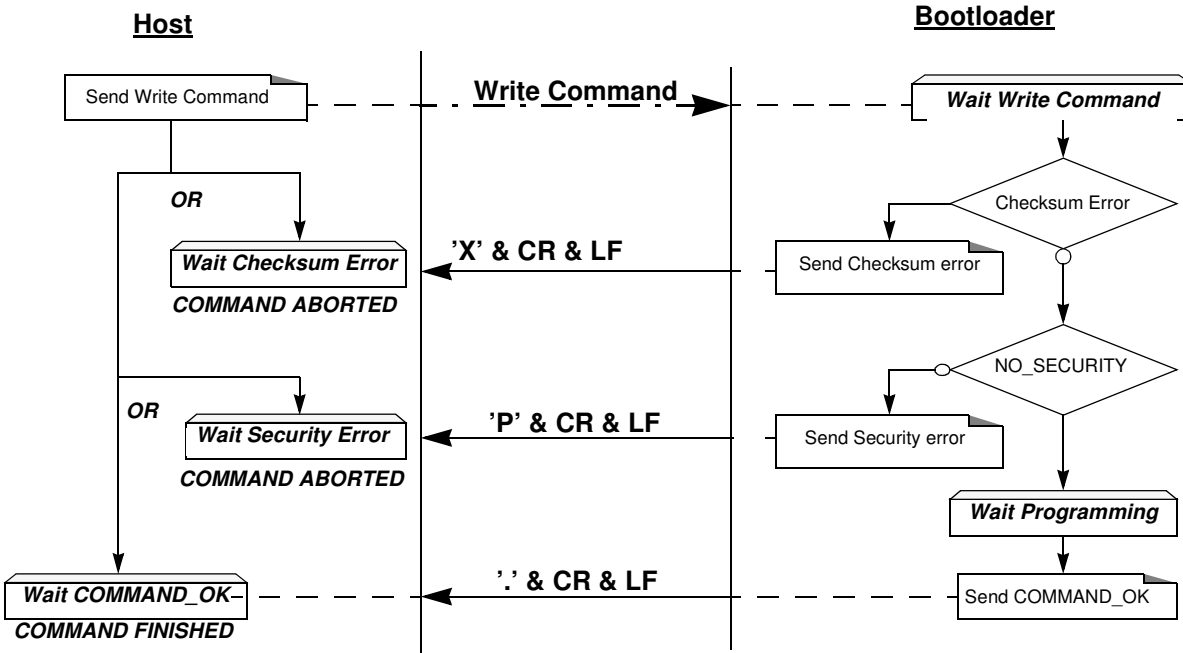 Host
Bootloader
Send Write Command
Write Command
Wait Write Command
OR
Checksum Error
Wait Checksum Error
'X' & CR & LF
Send Checksum error
COMMAND ABORTED
NO_SECURITY
OR
Wait Security Error
'P' & CR & LF
Send Security error
COMMAND ABORTED
Wait Programming
Wait COMMAND_OK
'.' & CR & LF
Send COMMAND_OK
COMMAND FINISHED